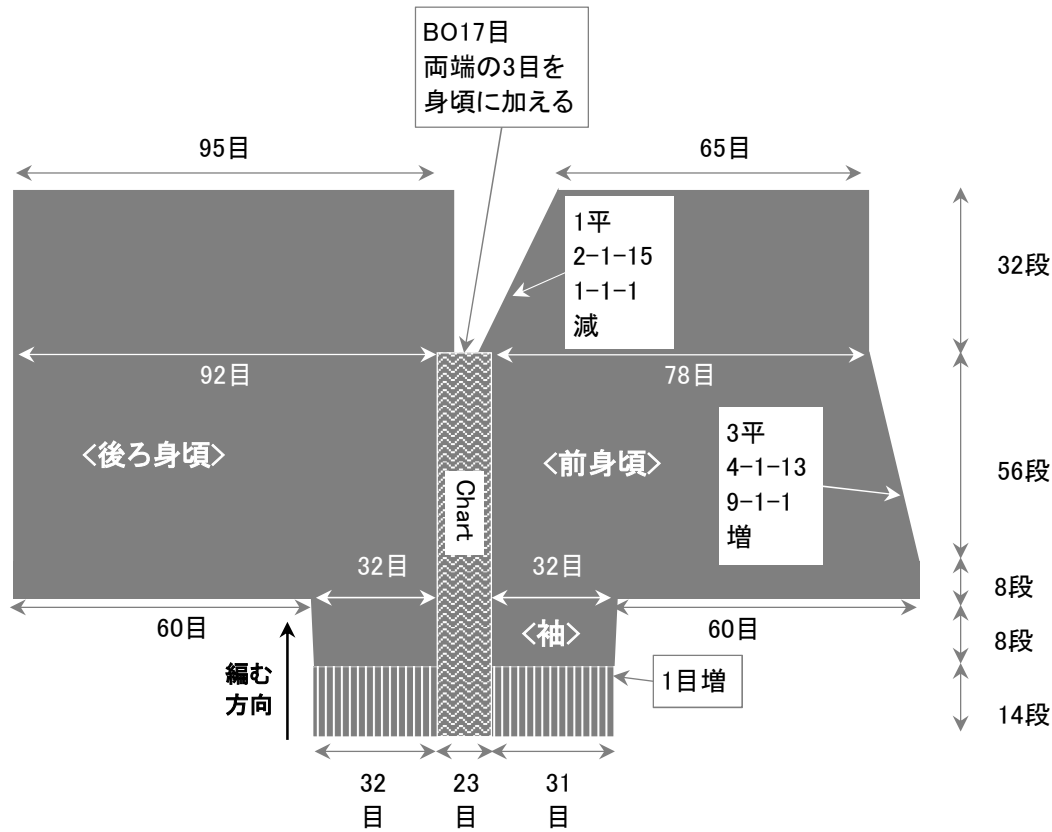 BO17目
両端の3目を
身頃に加える
95目
65目
1平
2-1-15
1-1-1
減
32段
92目
78目
<後ろ身頃>
<前身頃>
3平
4-1-13
9-1-1
増
56段
Chart
32目
32目
8段
60目
<袖>
60目
8段
編む
方向
1目増
14段
32
目
23
目
31
目